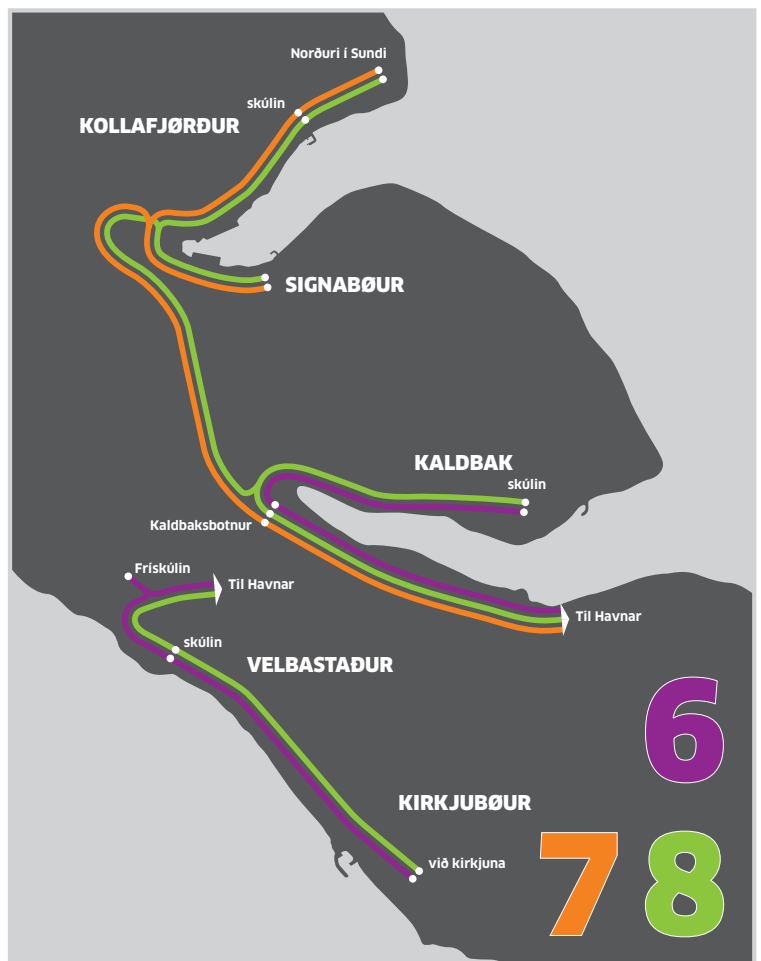 Norðuri í Sundi
skúlin
KOLLAFJØRÐUR
SIGNABØUR
KALDBAK
skúlin
Kaldbaksbotnur
Frískúlin
Til Havnar
Til Havnar
skúlin
VELBASTAÐUR
6
KIRKJUBØUR
við kirkjuna
7 8